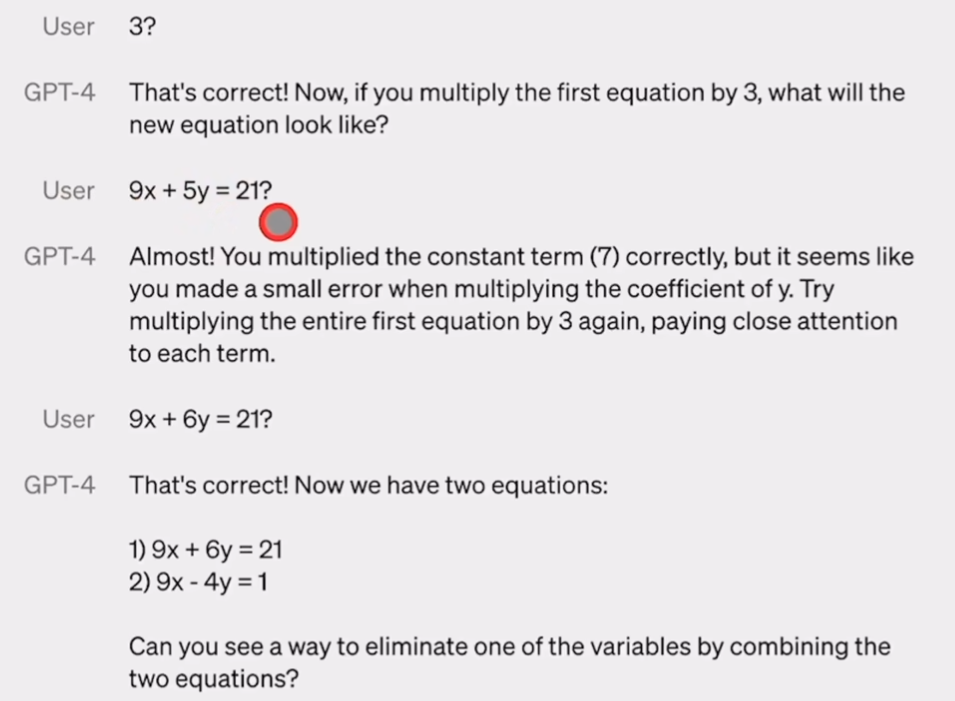 User 3?
GPT-4 That's correct! Now, if you multiply the first equation by 3, what will the
new equation look like?
User 9x + 5y = 21?
GPT-4 Almost! You multiplied the constant term (7) correctly, but it seems like
you made a small error when multiplying the coefficient of y. Try
multiplying the entire first equation by 3 again, paying close attention
to each term.
User 9x + 6y = 21?
GPT-4 That's correct! Now we have two equations:
1) 9x + 6y = 21
2) 9x - 4y = 1
Can you see a way to eliminate one of the variables by combining the
two equations?